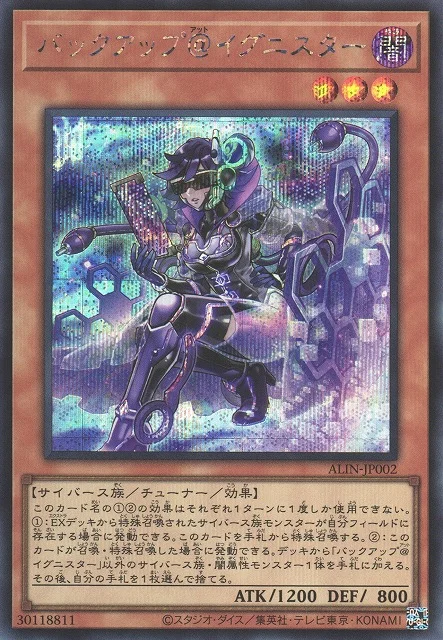 バックアップ@イグニスター
アット
闇
ALIN-JP002
【サイバース族/チューナー/効果】
このカード名の①②の効果はそれぞれ1ターンに1度しか使用できない。
①:EXデッキから特殊召喚されたサイバース族モンスターが自分フィールドに
存在する場合に発動できる。このカードを手札から特殊召喚する。②:この
カードが召喚・特殊召喚した場合に発動できる。デッキから「バックアップ@
イグニスター」以外のサイバース族・闇属性モンスター1体を手札に加える。
その後、自分の手札を1枚選んで捨てる。
ATK/1200 DEF/ 800
30118811
©スタジオ・ダイス/集英社・テレビ東京・KONAMI